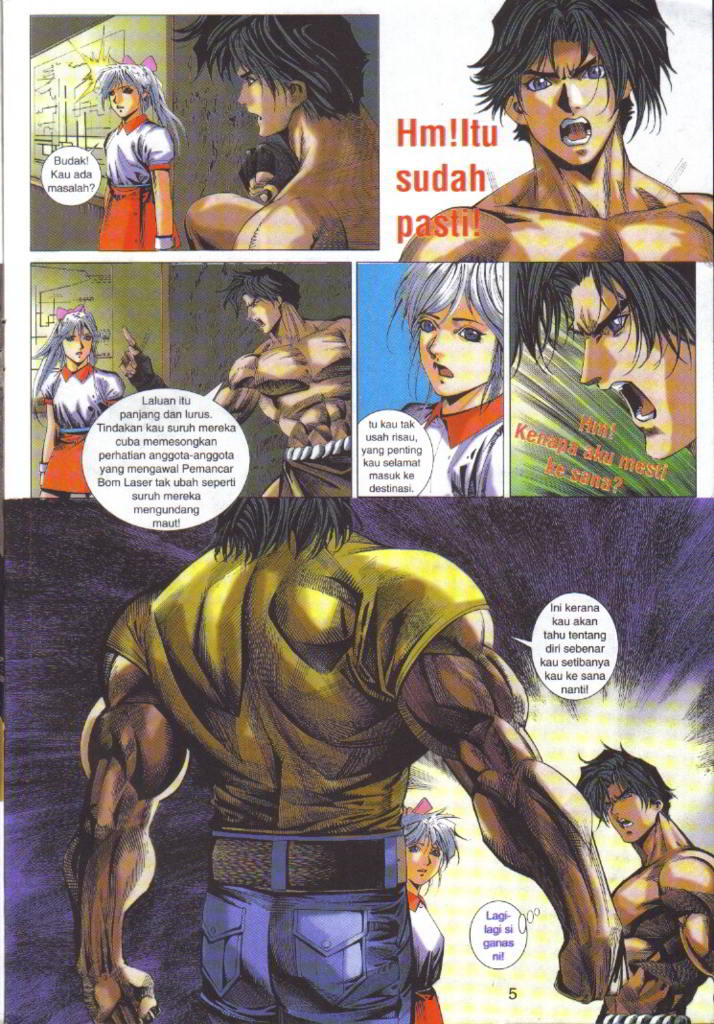 Budak!
Kau ada
masalah?
Hm!Itu
sudah
pasti!
Laluan itu
panjang dan lurus.
Tindakan kau suruh mereka
cuba memesongkan
perhatian anggota-anggota
yang mengawal Pemancar
Bom Laser tak ubah seperti
suruh mereka
mengundang
maut!
tu kau tak
usah risau,
yang penting
kau selamat
masuk ke
destinasi.
Hm!
Kenapa aku mesti
ke sana?
Ini kerana
kau akan
tahu tentang
diri sebenar
kau setibanya
kau ke sana
nanti!
Lagi-
lagi si
ganas
ni!
5